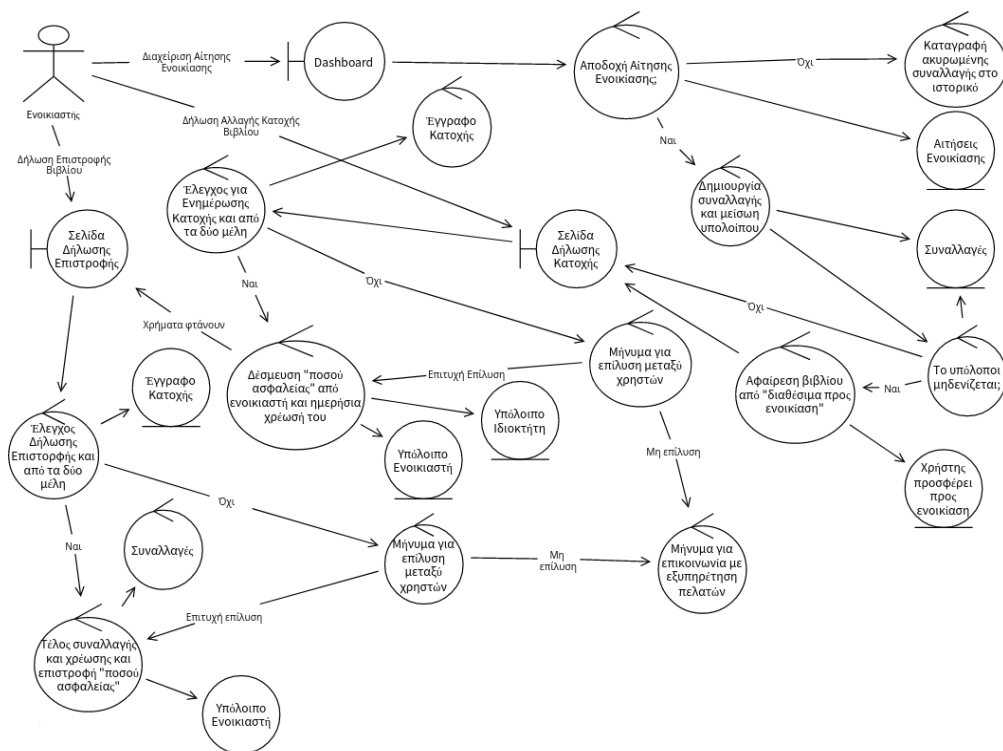 Ενοικιαστής
Διαχείριση Αίτησης
Ενοικίασης
Dashboard
Αποδοχή Αίτησης
Ενοικίασης;
Όχι
Καταγραφή
ακυρωμένης
συναλλαγής στο
ιστορικό
Δήλωση Αλλαγής Κατοχής
Βιβλίου
Έγγραφο
Κατοχής
Ναι
Αιτήσεις
Ενοικίασης
Δήλωση Επιστροφής
Βιβλίου
Έλεγχος για
Ενημέρωσης
Κατοχής και από
τα δύο μέλη
Δημιουργία
συναλλαγής
και μείσωη
υπολοίπου
Σελίδα
Δήλωσης
Επιστροφής
Σελίδα
Δήλωσης
Κατοχής
Συναλλαγές
Ναι
Όχι
Όχι
Χρήματα φτάνουν
Δέσμευση "ποσού
ασφαλείας" από
ενοικιαστή και ημερήσια
χρέωσή του
Επιτυχή Επίλυση
Μήνυμα για
επίλυση μεταξύ
χρηστών
Αφαίρεση βιβλίου
από "διαθέσιμα προς
ενοικίαση"
Ναι
Το υπόλοποι
μηδενίζεται;
Έγγραφο
Κατοχής
Υπόλοιπο
Ιδιοκτήτη
Υπόλοιπο
Ενοικιαστή
Μη επίλυση
Χρήστης
προσφέρει
προς
ενοικίαση
Έλεγχος
Δήλωσης
Επιστορφής και
από τα δύο
μέλη
Όχι
Ναι
Συναλλαγές
Μήνυμα για
επίλυση
μεταξύ
χρηστών
Μη
επίλυση
Μήνυμα για
επικοινωνία με
εξυπηρέτηση
πελατών
Επιτυχή επίλυση
Τέλος συναλλαγής
και χρέωσης και
επιστροφή "ποσού
ασφαλείας"
Υπόλοιπο
Ενοικιαστή